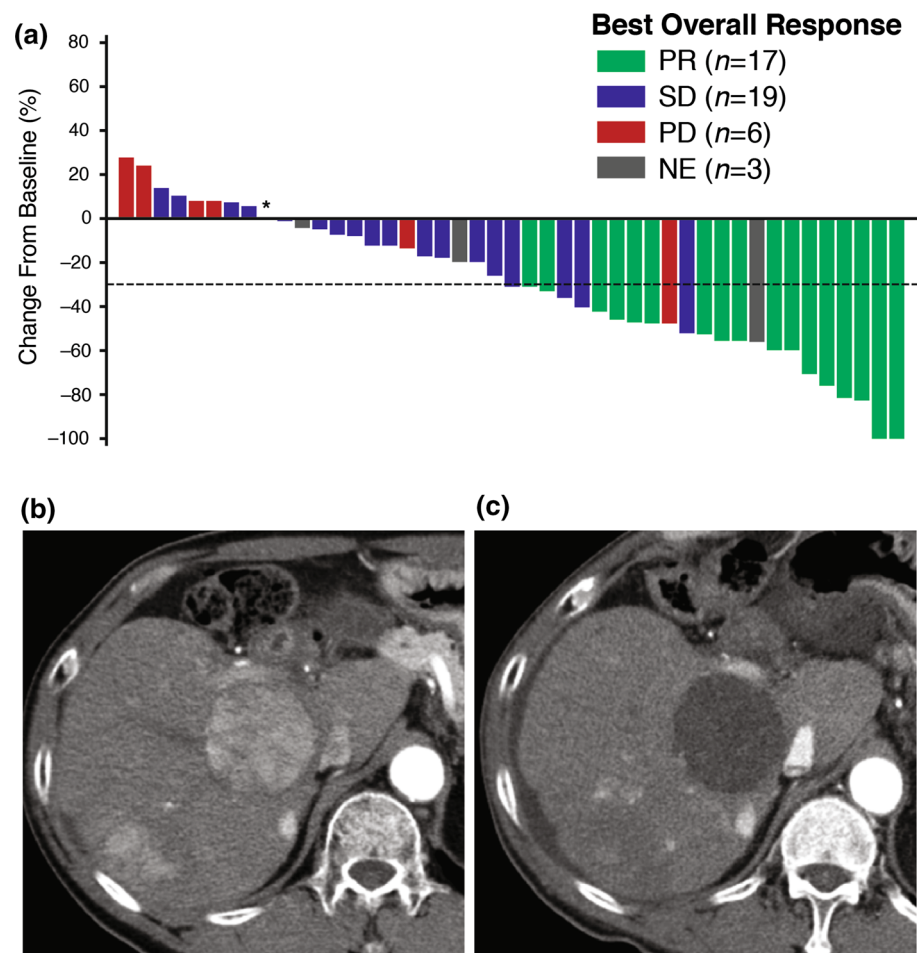 (a)
Best Overall Response
PR (n=17)
SD (n=19)
PD (n=6)
NE (n=3)
Change From Baseline (%)
80
60
40
20
0
–20
–40
–60
–80
–100
*
(b)
(c)